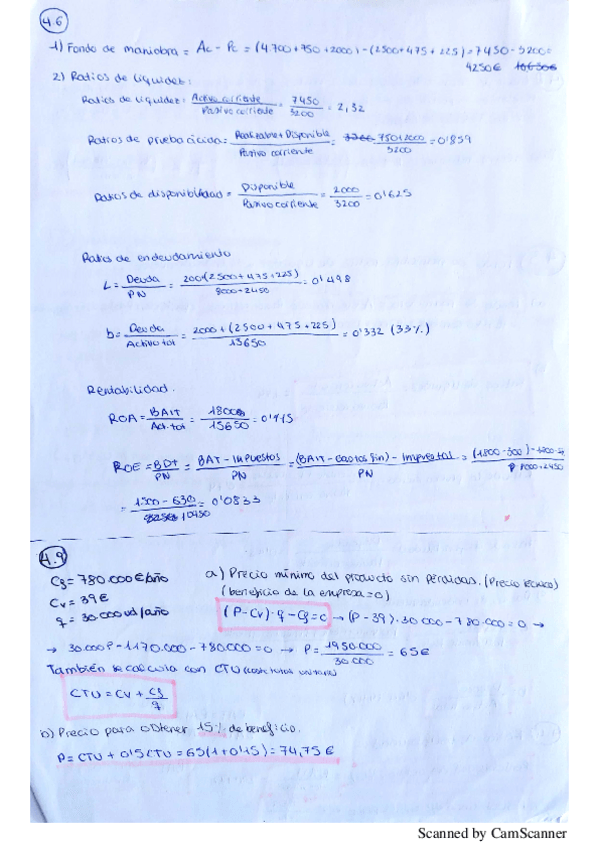 4.6
1) Fondo de maniobra = Ac - Pc = (4700+750+2000) - (2500+475+225) = 7450 - 3200 =
4250€
2) Ratios de liquidez:
Ratios de liquidez: Activo corriente / Pasivo corriente = 7450 / 3200 = 2,32
Ratios de prueba ácida = Realizable + Disponible / Pasivo corriente = 750+2000 / 3200 = 0'859
Ratios de disponibilidad = Disponible / Pasivo corriente = 2000 / 3200 = 0'625
Ratios de endeudamiento
L = Deuda / PN = 200(2500+475+225) / 8000+2450 = 0'498
b = Deuda / Activo tot = 2000 + (2500 + 475 + 225) / 15650 = 0'332 (33%)
Rentabilidad.
ROA = BAIT / Act. tot = 1800 / 15650 = 0'115
ROE = BDT / PN = BAT - Impuestos / PN = (BAIT - Gastos fin) - Impuestos / PN = (1800 - 300) -
= 1500 - 630 / 10450 = 0'0833
4.9
Cf = 780.000 €/año
Cv = 39€
q = 30.000 ud/año
a) Precio mínimo del producto sin pérdidas. (Precio técnico)
(beneficio de la empresa = 0)
(P - Cv) · q - Cf = 0 → (P - 39) · 30 000 - 780 000 = 0 →
→ 30.000P - 1170.000 - 780.000 = 0 → P = 1950.000 / 30.000 = 65€
También se calcula con CTU (coste total unitario)
CTU = Cv + Cf / q
b) Precio para obtener 15% de beneficio.
P = CTU + 0'5 CTU = 65(1+0'15) = 74,75 €
Scanned by CamScanner